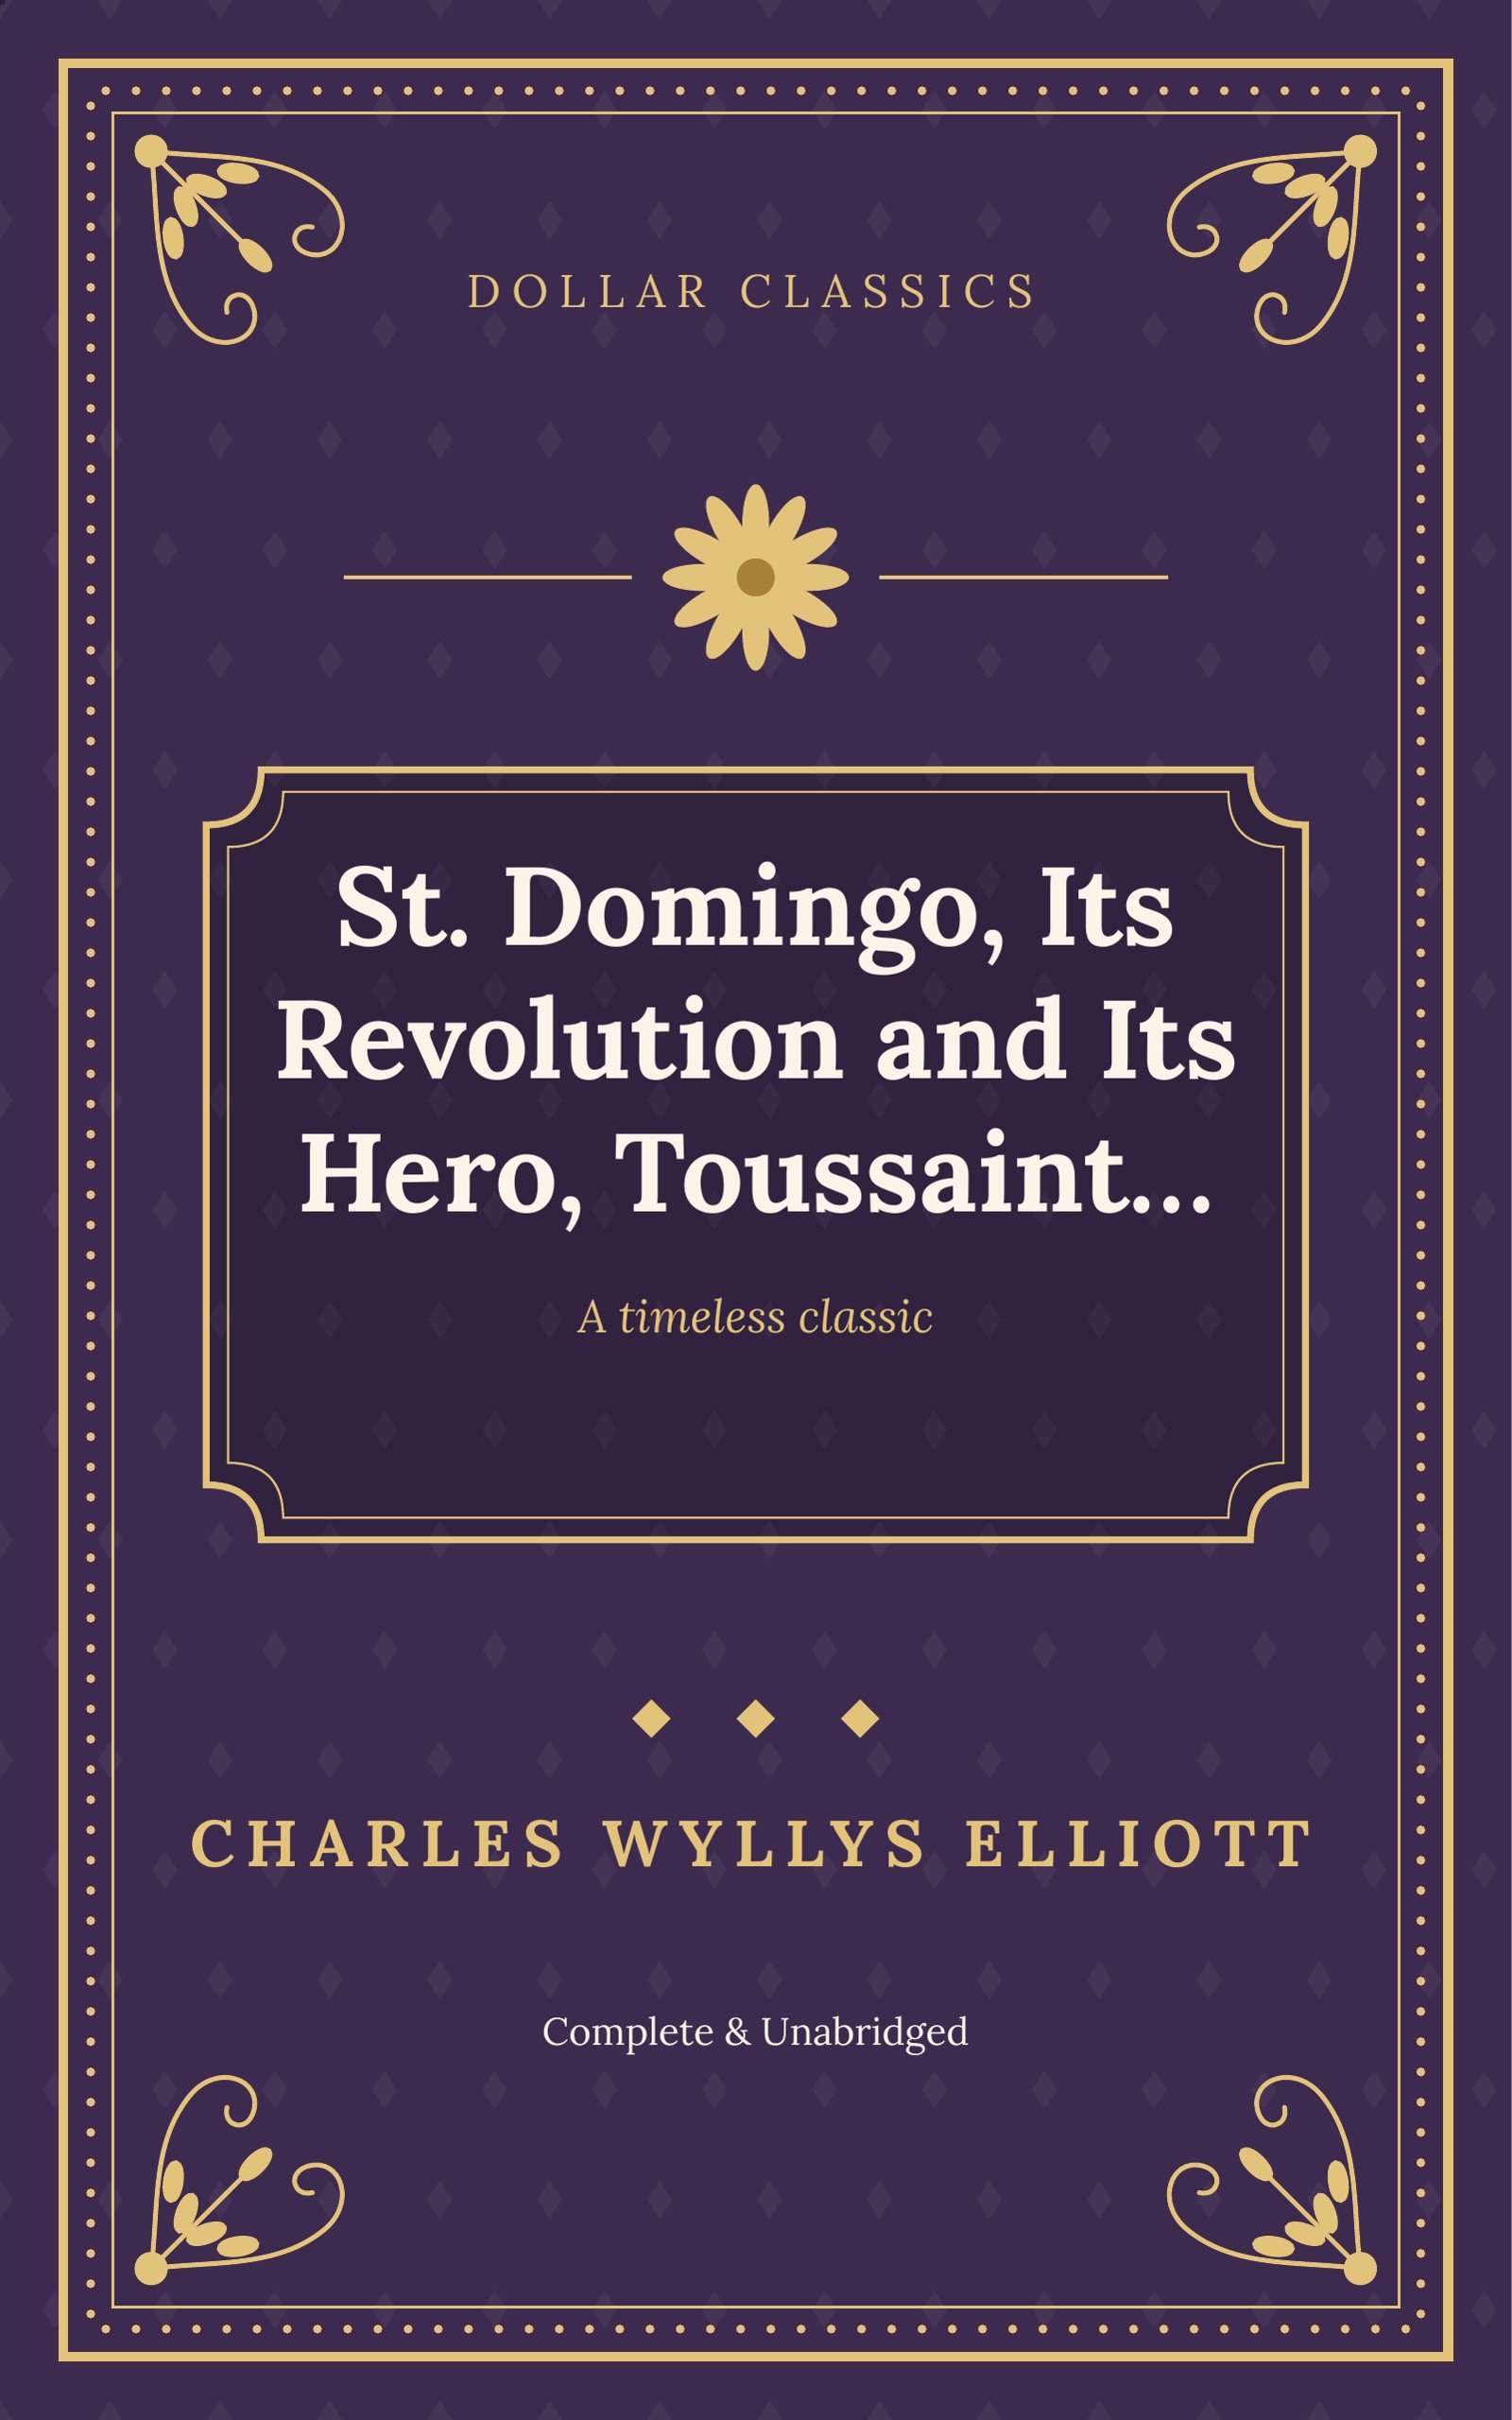 DOLLAR CLASSICS
St. Domingo, Its
Revolution and Its
Hero, Toussaint...
A timeless classic
CHARLES WYLLYS ELLIOTT
Complete & Unabridged